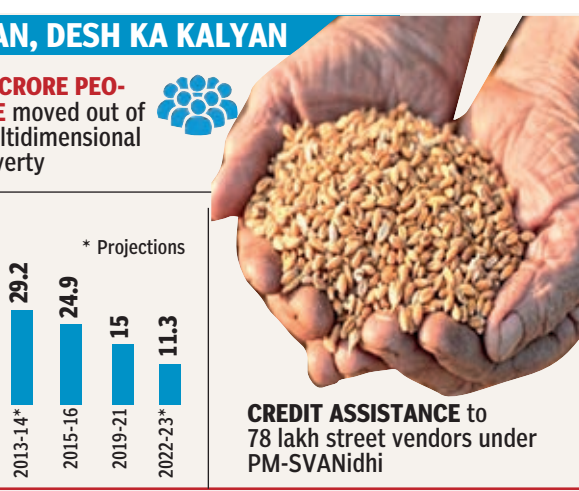 AN, DESH KA KALYAN
CRORE PEO-
E moved out of
ltidimensional
verty
* Projections
29.2
24.9
15
11.3
2013-14*
2015-16
2019-21
2022-23*
CREDIT ASSISTANCE to
78 lakh street vendors under
PM-SVANidhi